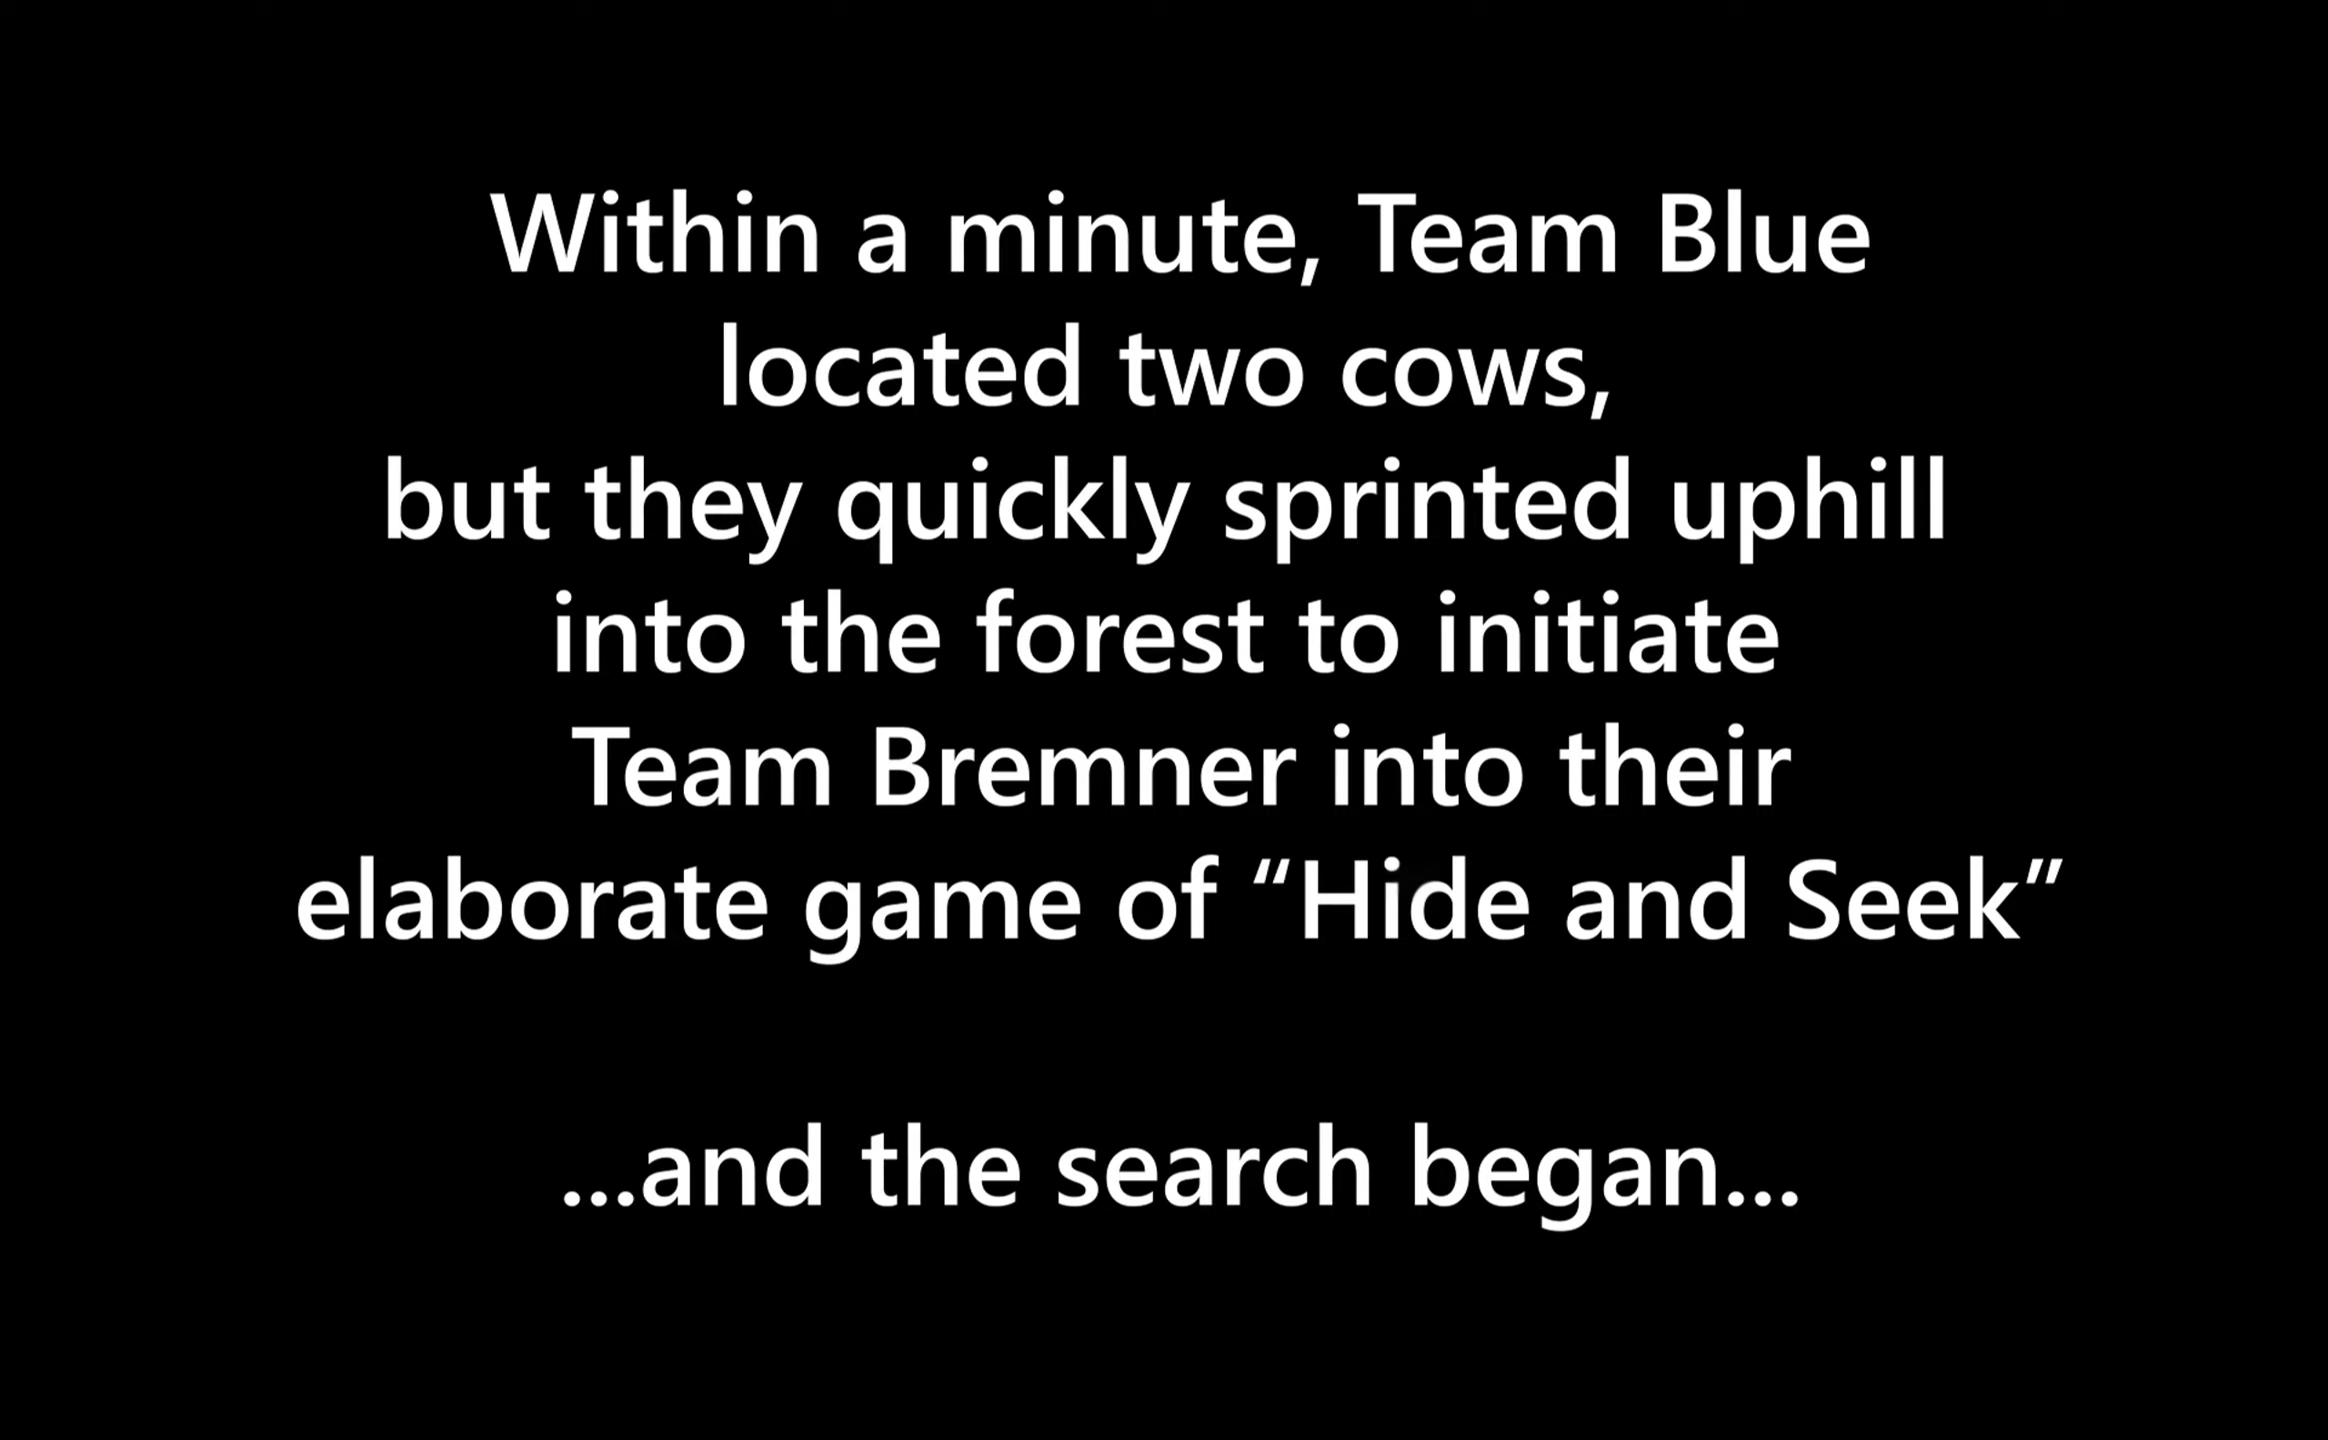 Within a minute, Team Blue
located two cows,
but they quickly sprinted uphill
into the forest to initiate
Team Bremner into their
elaborate game of “Hide and Seek”
...and the search began...